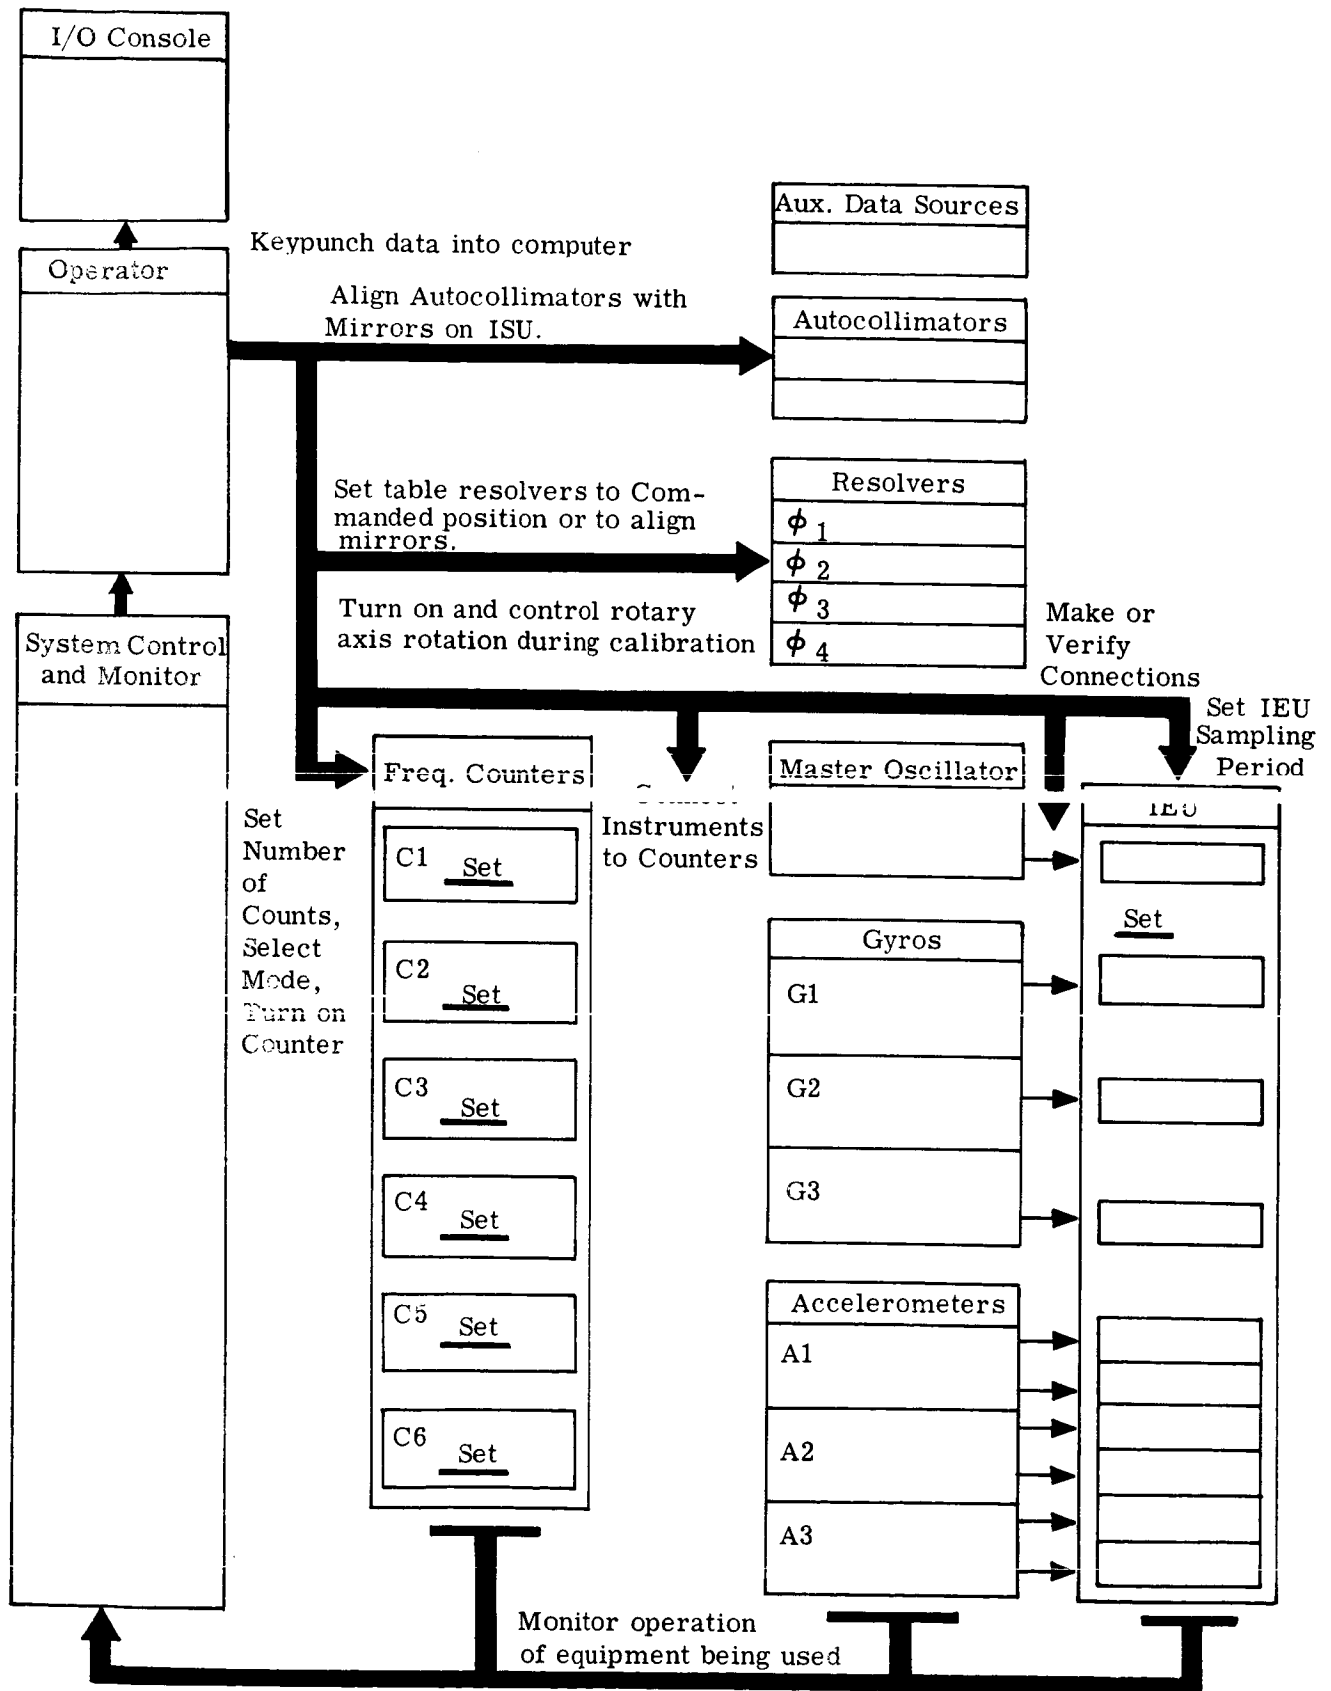 I/O Console
Aux. Data Sources
Keypunch data into computer
Operator
Align Autocollimators with
Mirrors on ISU.
Autocollimators
Set table resolvers to Com-
manded position or to align
mirrors.
Resolvers
ϕ 1
ϕ 2
ϕ 3
ϕ 4
Turn on and control rotary
axis rotation during calibration
Make or
Verify
Connections
System Control
and Monitor
Set IEU
Sampling
Period
Freq. Counters
Instruments
to Counters
Master Oscillator
IEU
Set
Number
of
Counts,
Select
Mode,
Turn on
Counter
C1 Set
C2 Set
C3 Set
C4 Set
C5 Set
C6 Set
Set
Gyros
G1
G2
G3
Accelerometers
A1
A2
A3
Monitor operation
of equipment being used